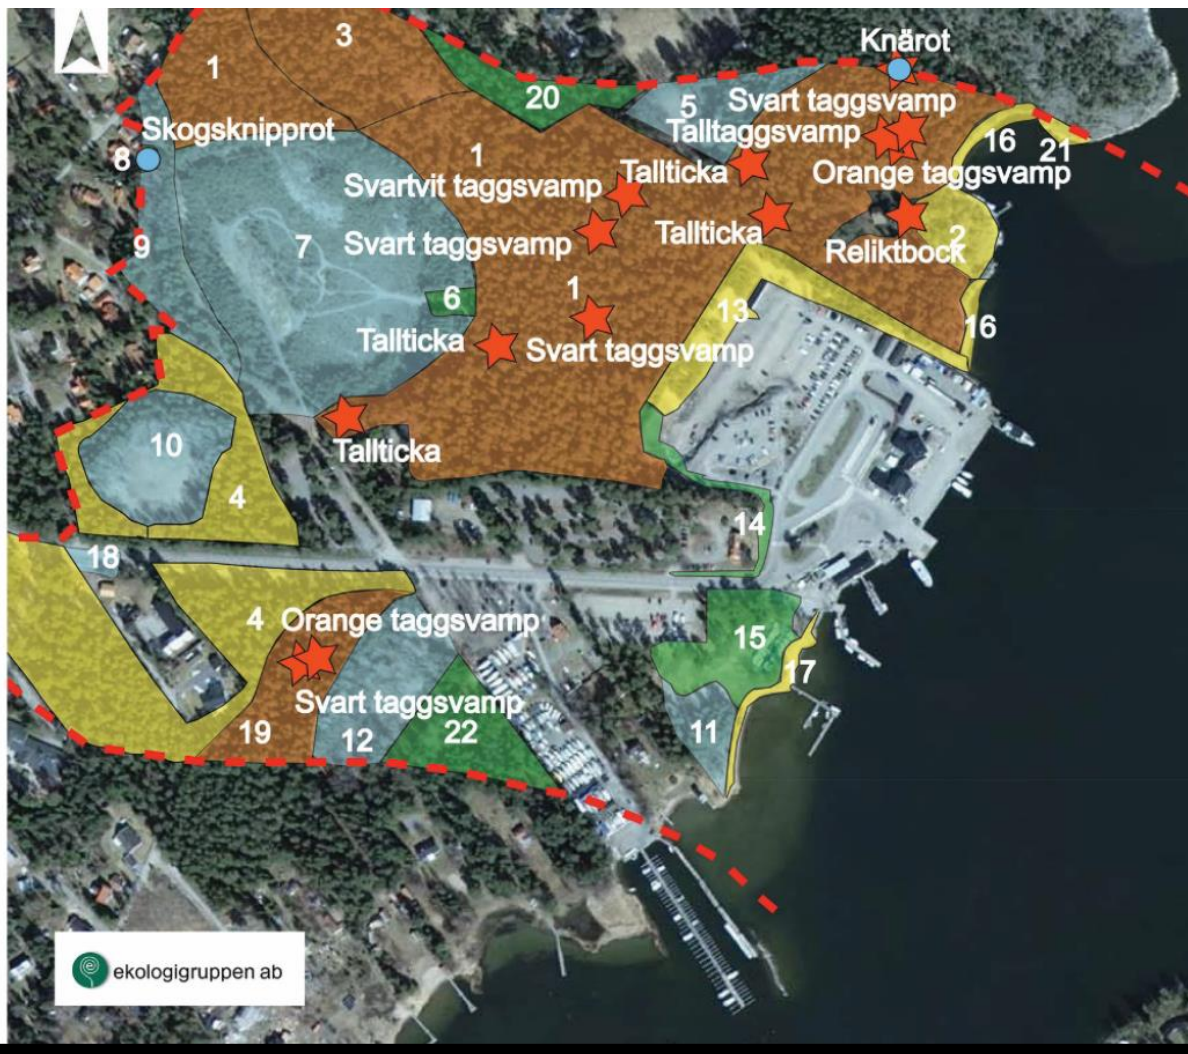 3
Knärot
1
20
5
Svart taggsvamp
Talltaggsvamp
Skogsknipprot
8
1
16
21
Tallticka
Orange taggsvamp
Svartvit taggsvamp
Tallticka
2
Svart taggsvamp
Reliktbock
9
7
6
1
13
16
Tallticka
Svart taggsvamp
10
Tallticka
4
14
18
4
Orange taggsvamp
15
17
Svart taggsvamp
19
12
22
11
ekologigruppen ab